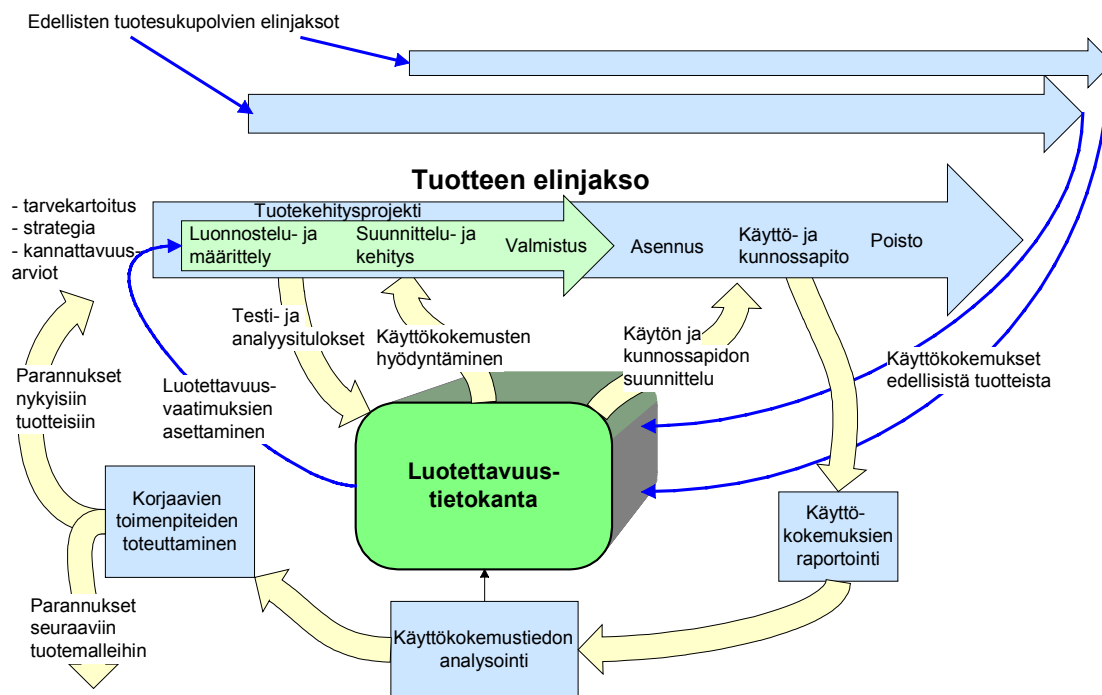 Edellisten tuotesukupolvien elinjaksot
Tuotteen elinjakso
- tarvekartoitus
- strategia
- kannattavuus-
arviot
Tuotekehitysprojekti
Luonnostelu- ja
määrittely
Suunnittelu- ja
kehitys
Valmistus
Asennus
Käyttö- ja
kunnossapito
Poisto
Testi- ja
analyysitulokset
Käyttökokemusten
hyödyntäminen
Käytön ja
kunnossapidon
suunnittelu
Käyttökokemukset
edellisistä tuotteista
Parannukset
nykyisiin
tuotteisiin
Luotettavuus-
vaatimuksien
asettaminen
Luotettavuus-
tietokanta
Korjaavien
toimenpiteiden
toteuttaminen
Käyttö-
kokemuksien
raportointi
Parannukset
seuraaviin
tuotemalleihin
Käyttökokemustiedon
analysointi